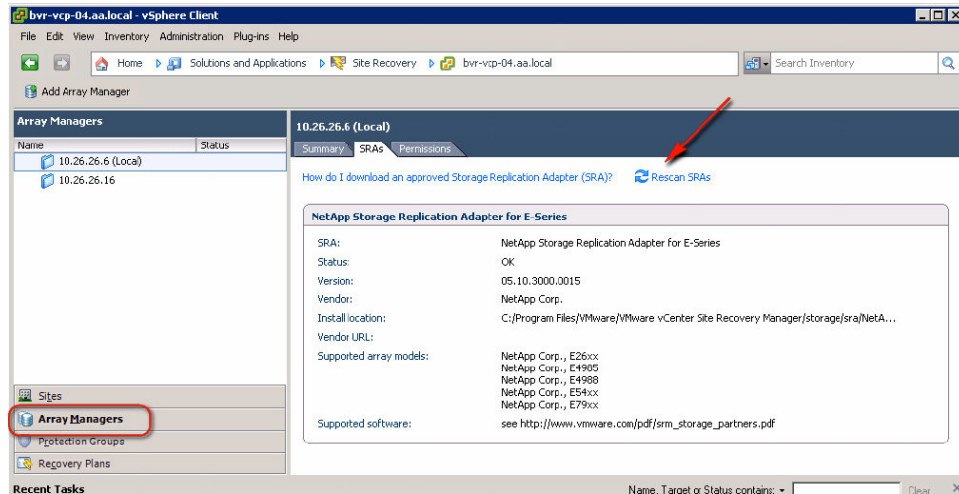 bvr-vcp-04.aa.local - vSphere Client
File Edit View Inventory Administration Plug-ins Help
Home Solutions and Applications Site Recovery bvr-vcp-04.aa.local Search Inventory
Add Array Manager
Array Managers
Name Status
10.26.26.6 (Local)
10.26.26.16
Sites
Array Managers
Protection Groups
Recovery Plans
10.26.26.6 (Local)
Summary SRAs Permissions
How do I download an approved Storage Replication Adapter (SRA)? Rescan SRAs
NetApp Storage Replication Adapter for E-Series
SRA: NetApp Storage Replication Adapter for E-Series
Status: OK
Version: 05.10.3000.0015
Vendor: NetApp Corp.
Install location: C:/Program Files/VMware/VMware vCenter Site Recovery Manager/storage/sra/NetA...
Vendor URL:
Supported array models: NetApp Corp., E26xx
NetApp Corp., E4905
NetApp Corp., E4988
NetApp Corp., E54xx
NetApp Corp., E79xx
Supported software: see http://www.vmware.com/pdf/srm_storage_partners.pdf
Recent Tasks Name, Target or Status contains: Clear